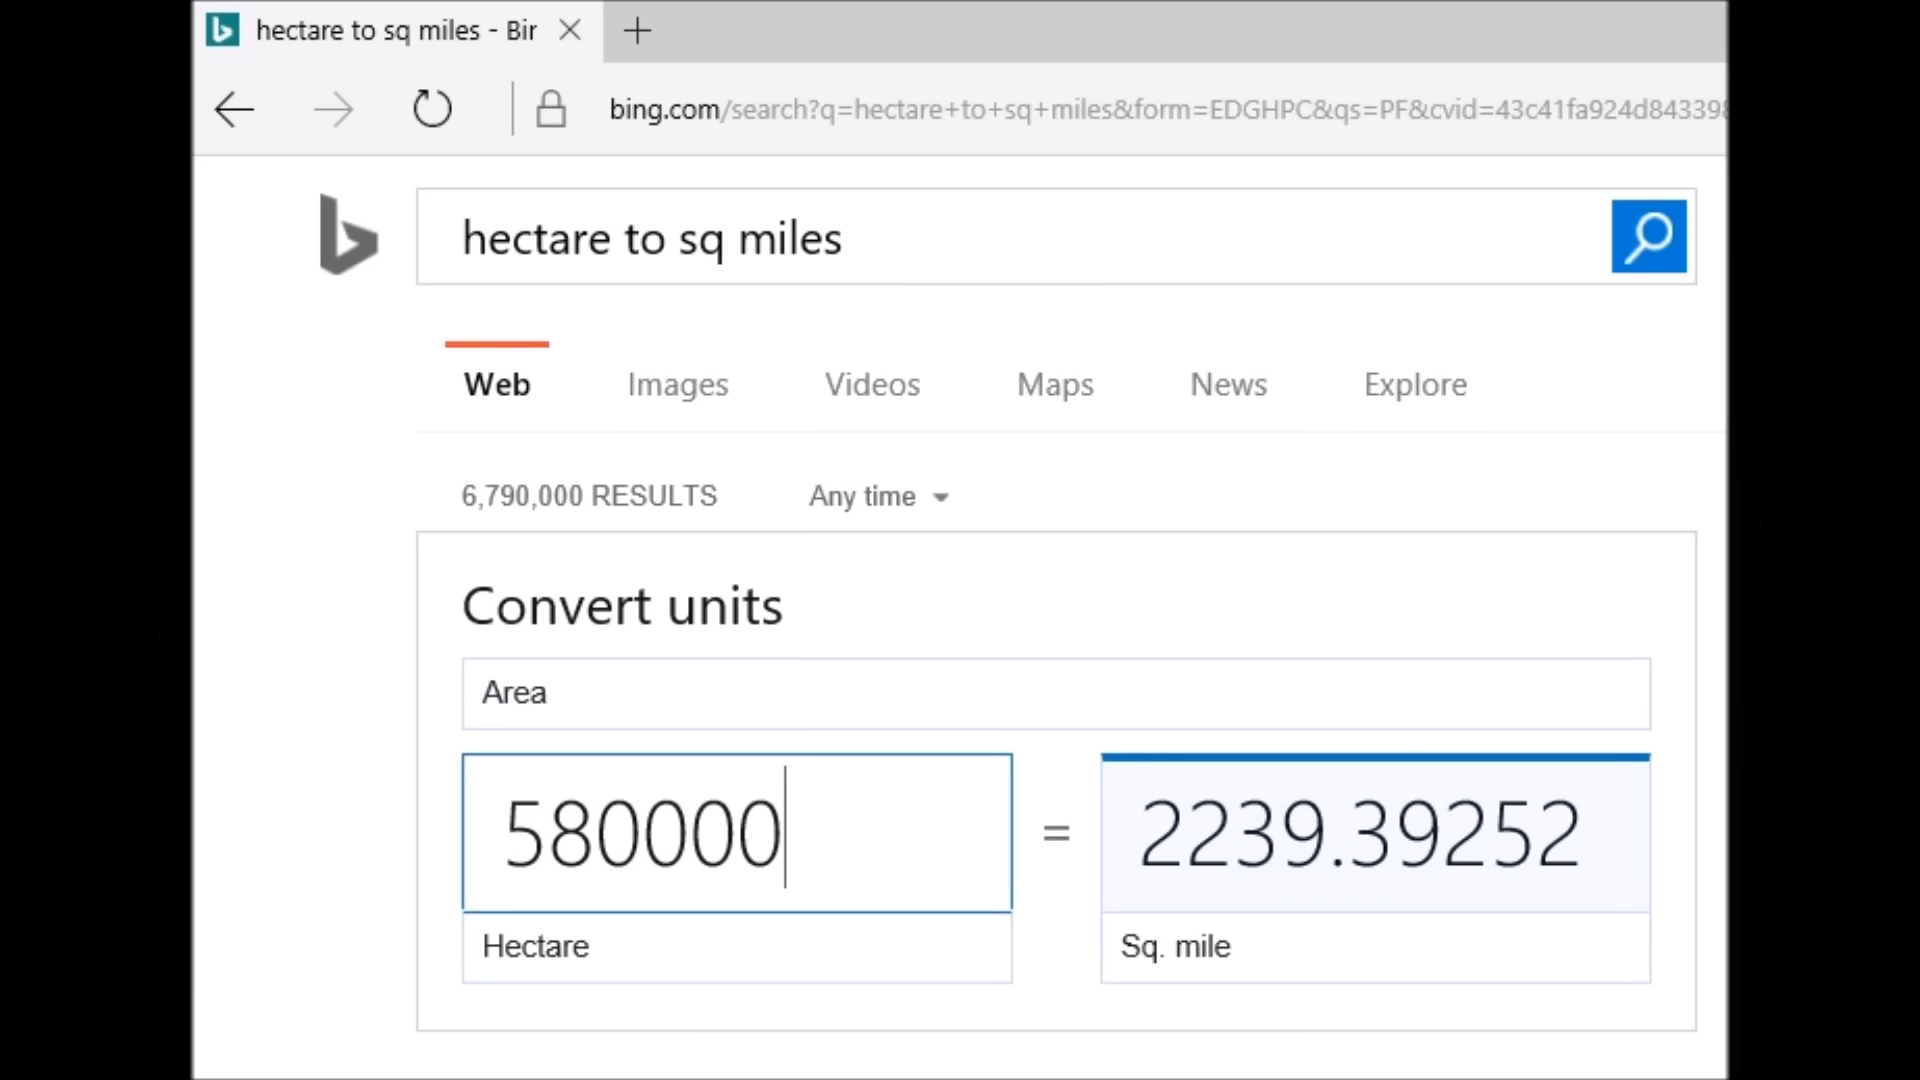 hectare to sq miles - Bir
bing.com/search?q=hectare+to+sq+miles&form=EDGHPC&qs=PF&cvid=43c41fa924d843398
hectare to sq miles
Web Images Videos Maps News Explore
6,790,000 RESULTS Any time
Convert units
Area
580000 = 2239.39252
Hectare Sq. mile